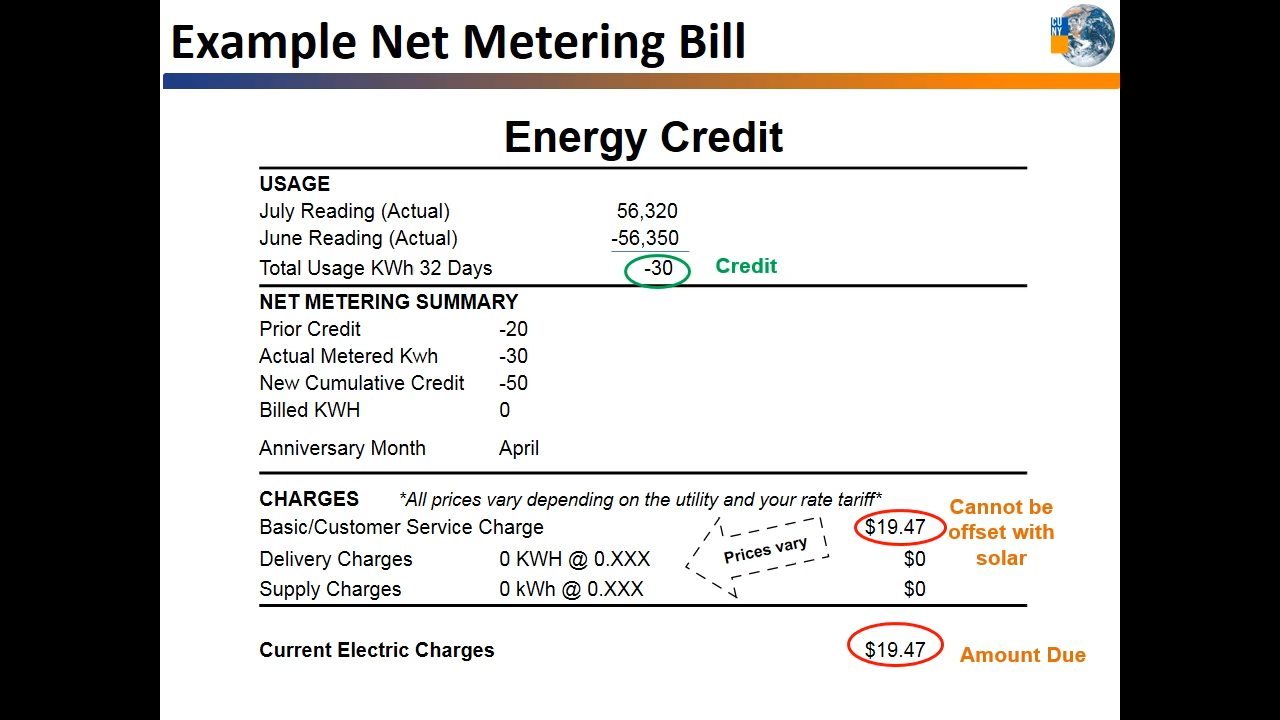 Example Net Metering Bill
CU
NY
Energy Credit
USAGE
July Reading (Actual) 56,320
June Reading (Actual) -56,350
Total Usage KWh 32 Days -30 Credit
NET METERING SUMMARY
Prior Credit -20
Actual Metered Kwh -30
New Cumulative Credit -50
Billed KWH 0
Anniversary Month April
CHARGES *All prices vary depending on the utility and your rate tariff*
Basic/Customer Service Charge $19.47
Cannot be
offset with
solar
Delivery Charges 0 KWH @ 0.XXX $0
Prices vary
Supply Charges 0 kWh @ 0.XXX $0
Current Electric Charges $19.47 Amount Due